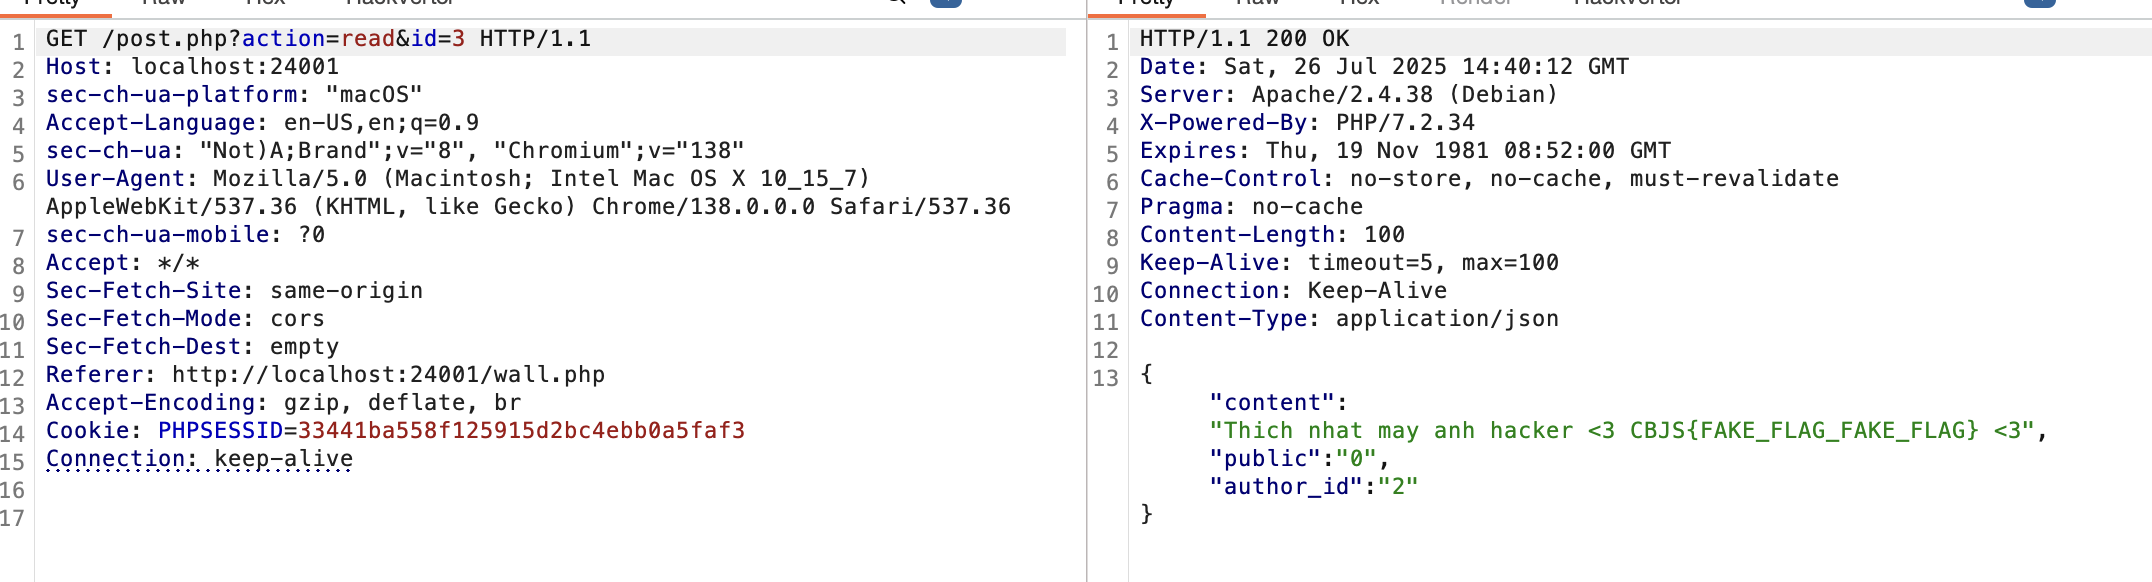 Pretty Raw Hex Hackvertor
1 GET /post.php?action=read&id=3 HTTP/1.1
2 Host: localhost:24001
3 sec-ch-ua-platform: "macOS"
4 Accept-Language: en-US,en;q=0.9
5 sec-ch-ua: "Not)A;Brand";v="8", "Chromium";v="138"
6 User-Agent: Mozilla/5.0 (Macintosh; Intel Mac OS X 10_15_7)
AppleWebKit/537.36 (KHTML, like Gecko) Chrome/138.0.0.0 Safari/537.36
7 sec-ch-ua-mobile: ?0
8 Accept: */*
9 Sec-Fetch-Site: same-origin
10 Sec-Fetch-Mode: cors
11 Sec-Fetch-Dest: empty
12 Referer: http://localhost:24001/wall.php
13 Accept-Encoding: gzip, deflate, br
14 Cookie: PHPSESSID=33441ba558f125915d2bc4ebb0a5faf3
15 Connection: keep-alive
16
17
Pretty Raw Hex Render Hackvertor
1 HTTP/1.1 200 OK
2 Date: Sat, 26 Jul 2025 14:40:12 GMT
3 Server: Apache/2.4.38 (Debian)
4 X-Powered-By: PHP/7.2.34
5 Expires: Thu, 19 Nov 1981 08:52:00 GMT
6 Cache-Control: no-store, no-cache, must-revalidate
7 Pragma: no-cache
8 Content-Length: 100
9 Keep-Alive: timeout=5, max=100
10 Connection: Keep-Alive
11 Content-Type: application/json
12
13 {
"content":
"Thich nhat may anh hacker <3 CBJS{FAKE_FLAG_FAKE_FLAG} <3",
"public":"0",
"author_id":"2"
}